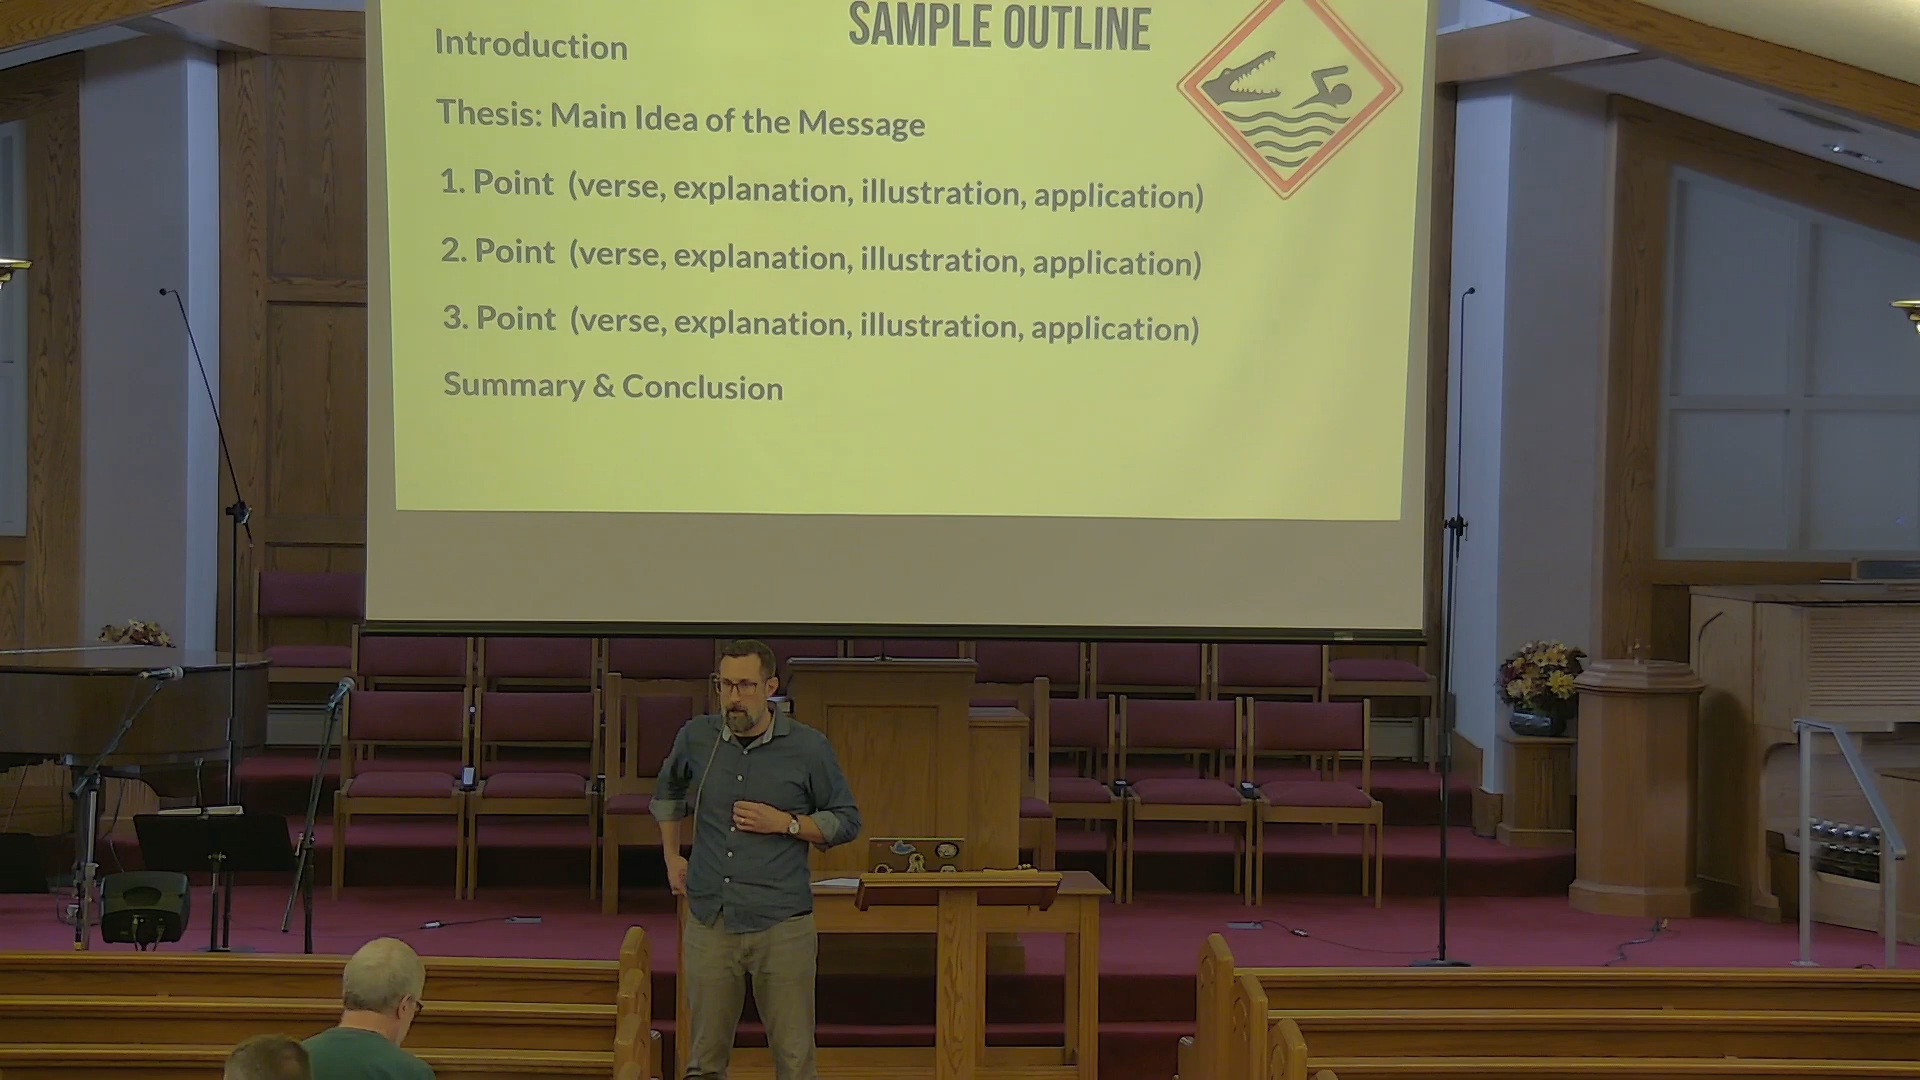 SAMPLE OUTLINE
Introduction
Thesis: Main Idea of the Message
1. Point (verse, explanation, illustration, application)
2. Point (verse, explanation, illustration, application)
3. Point (verse, explanation, illustration, application)
Summary & Conclusion